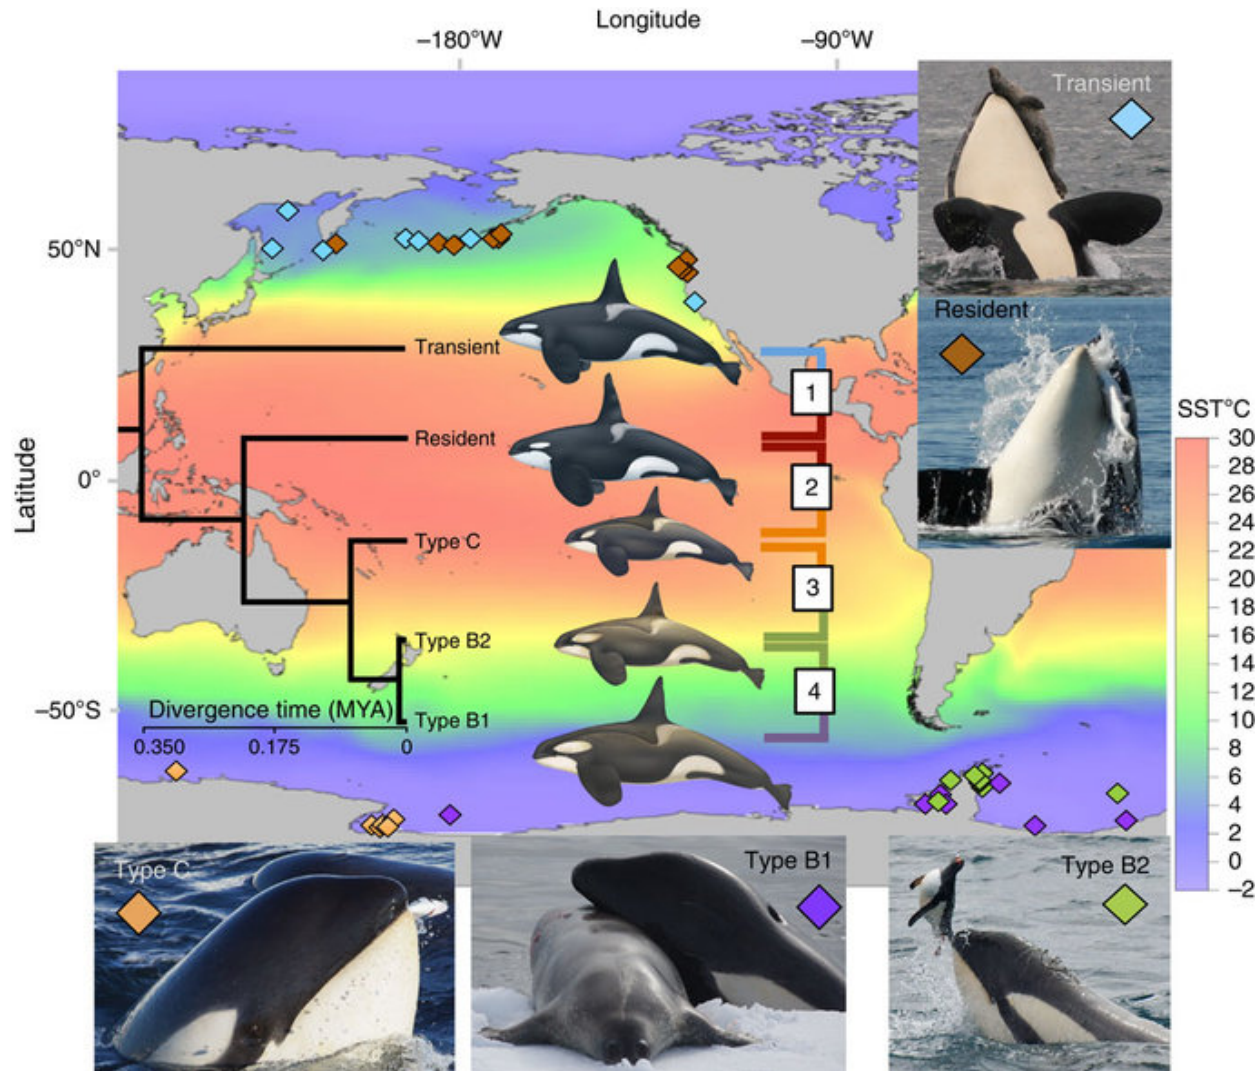 Longitude
–180°W
–90°W
Transient
50°N
Resident
Transient
1
SST°C
Resident
30
28
26
24
22
20
18
16
14
12
10
8
6
4
2
0
–2
2
0°
Latitude
Type C
3
Type B2
4
–50°S
Divergence time (MYA)
Type B1
0.350
0.175
0
Type C
Type B1
Type B2